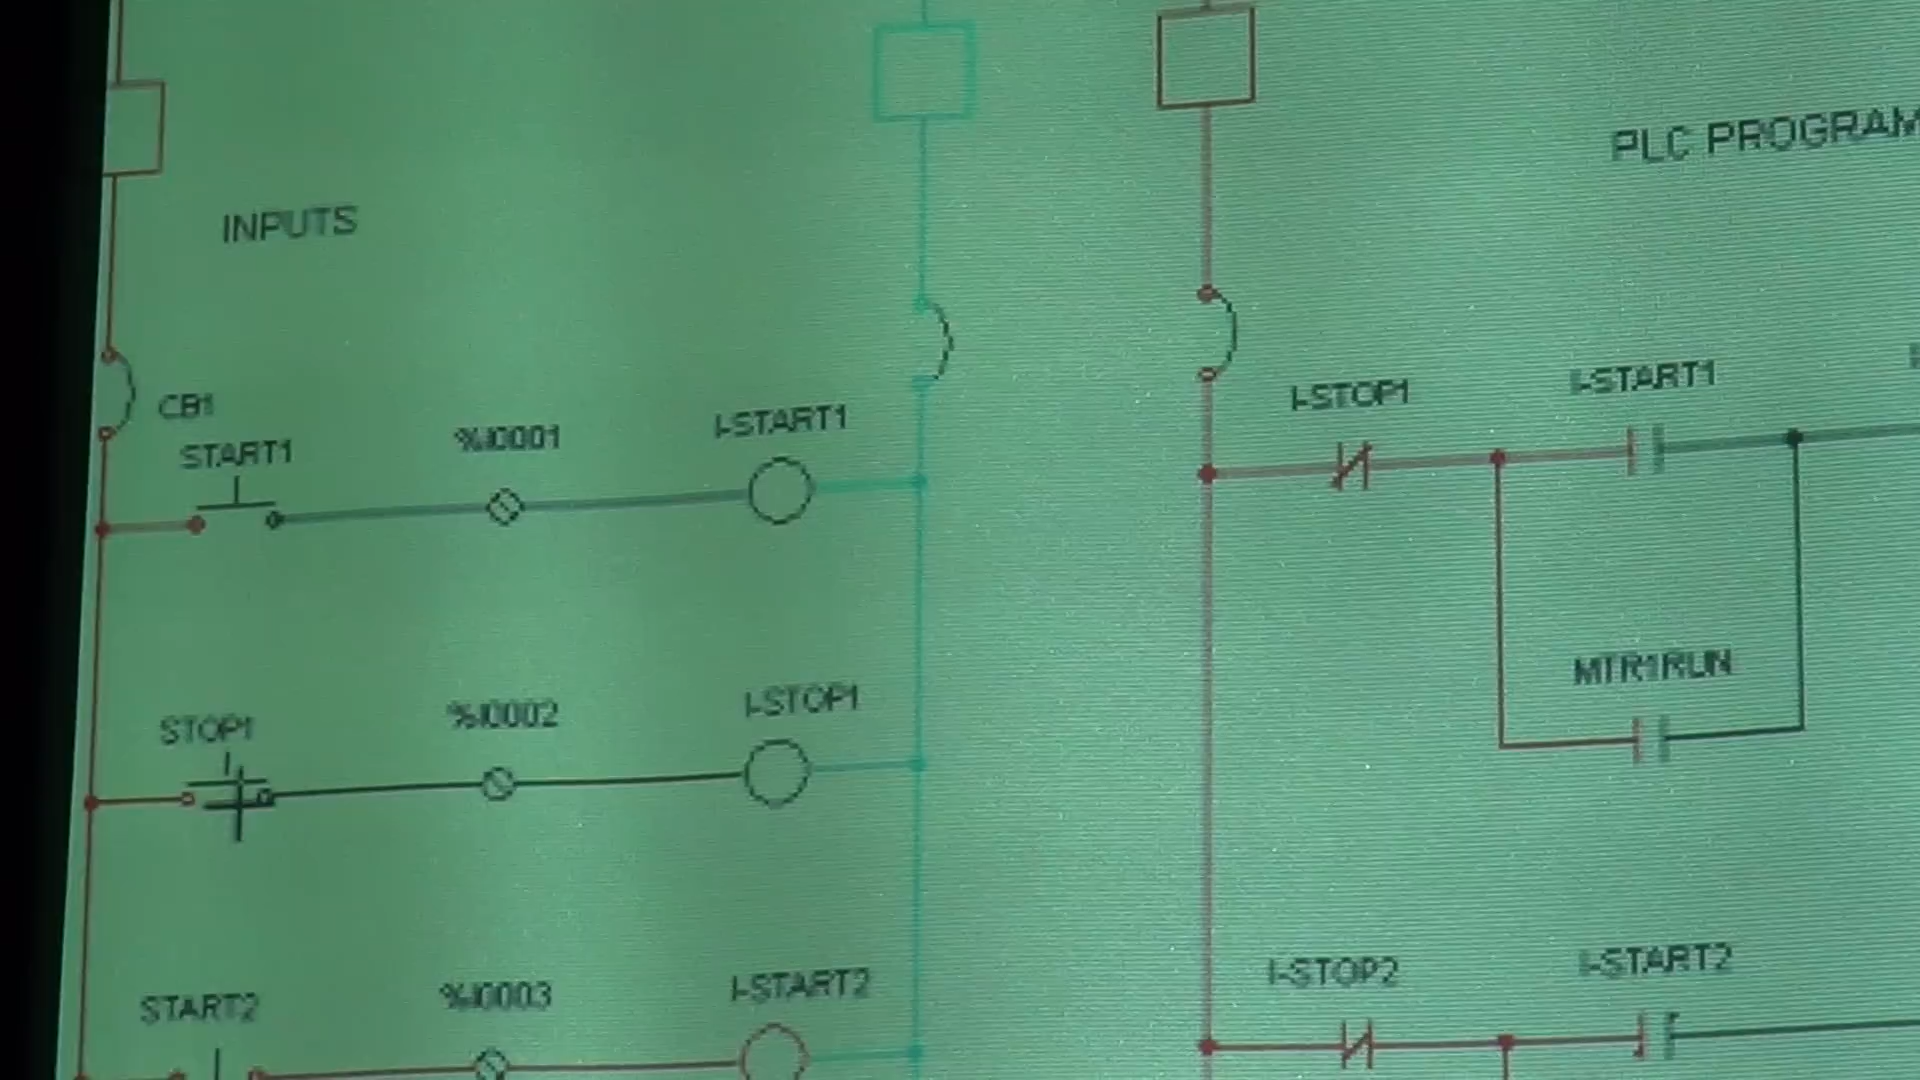 PLC PROGRAM
INPUTS
CB1
START1
%I0001
I-START1
I-STOP1
I-START1
STOP1
%I0002
I-STOP1
MTR1RUN
START2
%I0003
I-START2
I-STOP2
I-START2